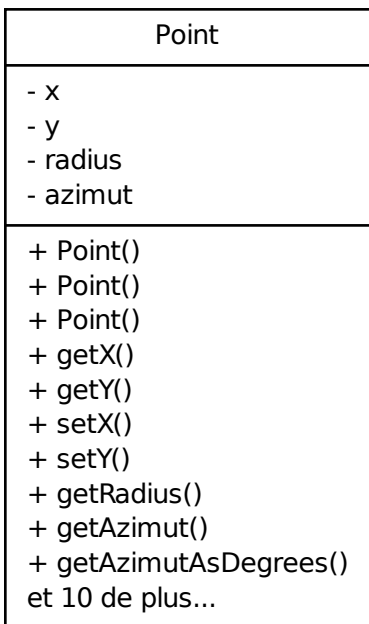 Point
- x
- y
- radius
- azimut
+ Point()
+ Point()
+ Point()
+ getX()
+ getY()
+ setX()
+ setY()
+ getRadius()
+ getAzimut()
+ getAzimutAsDegrees()
et 10 de plus...